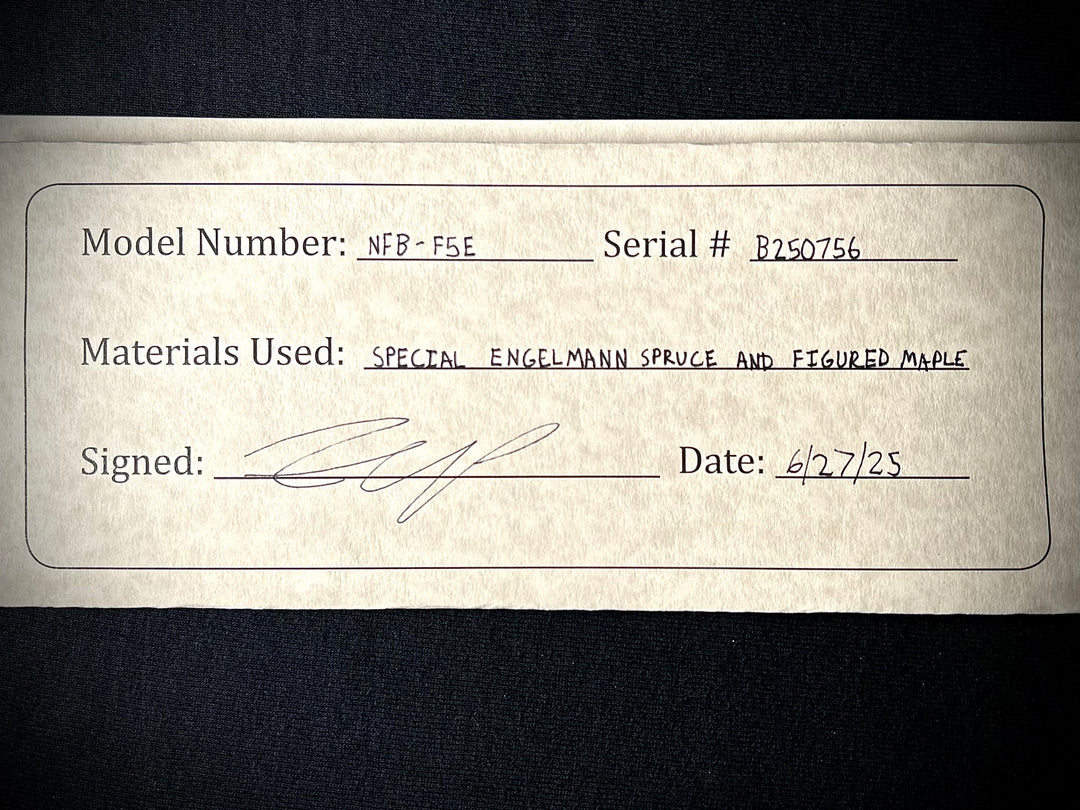 Model Number: NFB-F5E Serial # B250756
Materials Used: SPECIAL ENGELMANN SPRUCE AND FIGURED MAPLE
Signed: Date: 6/27/25